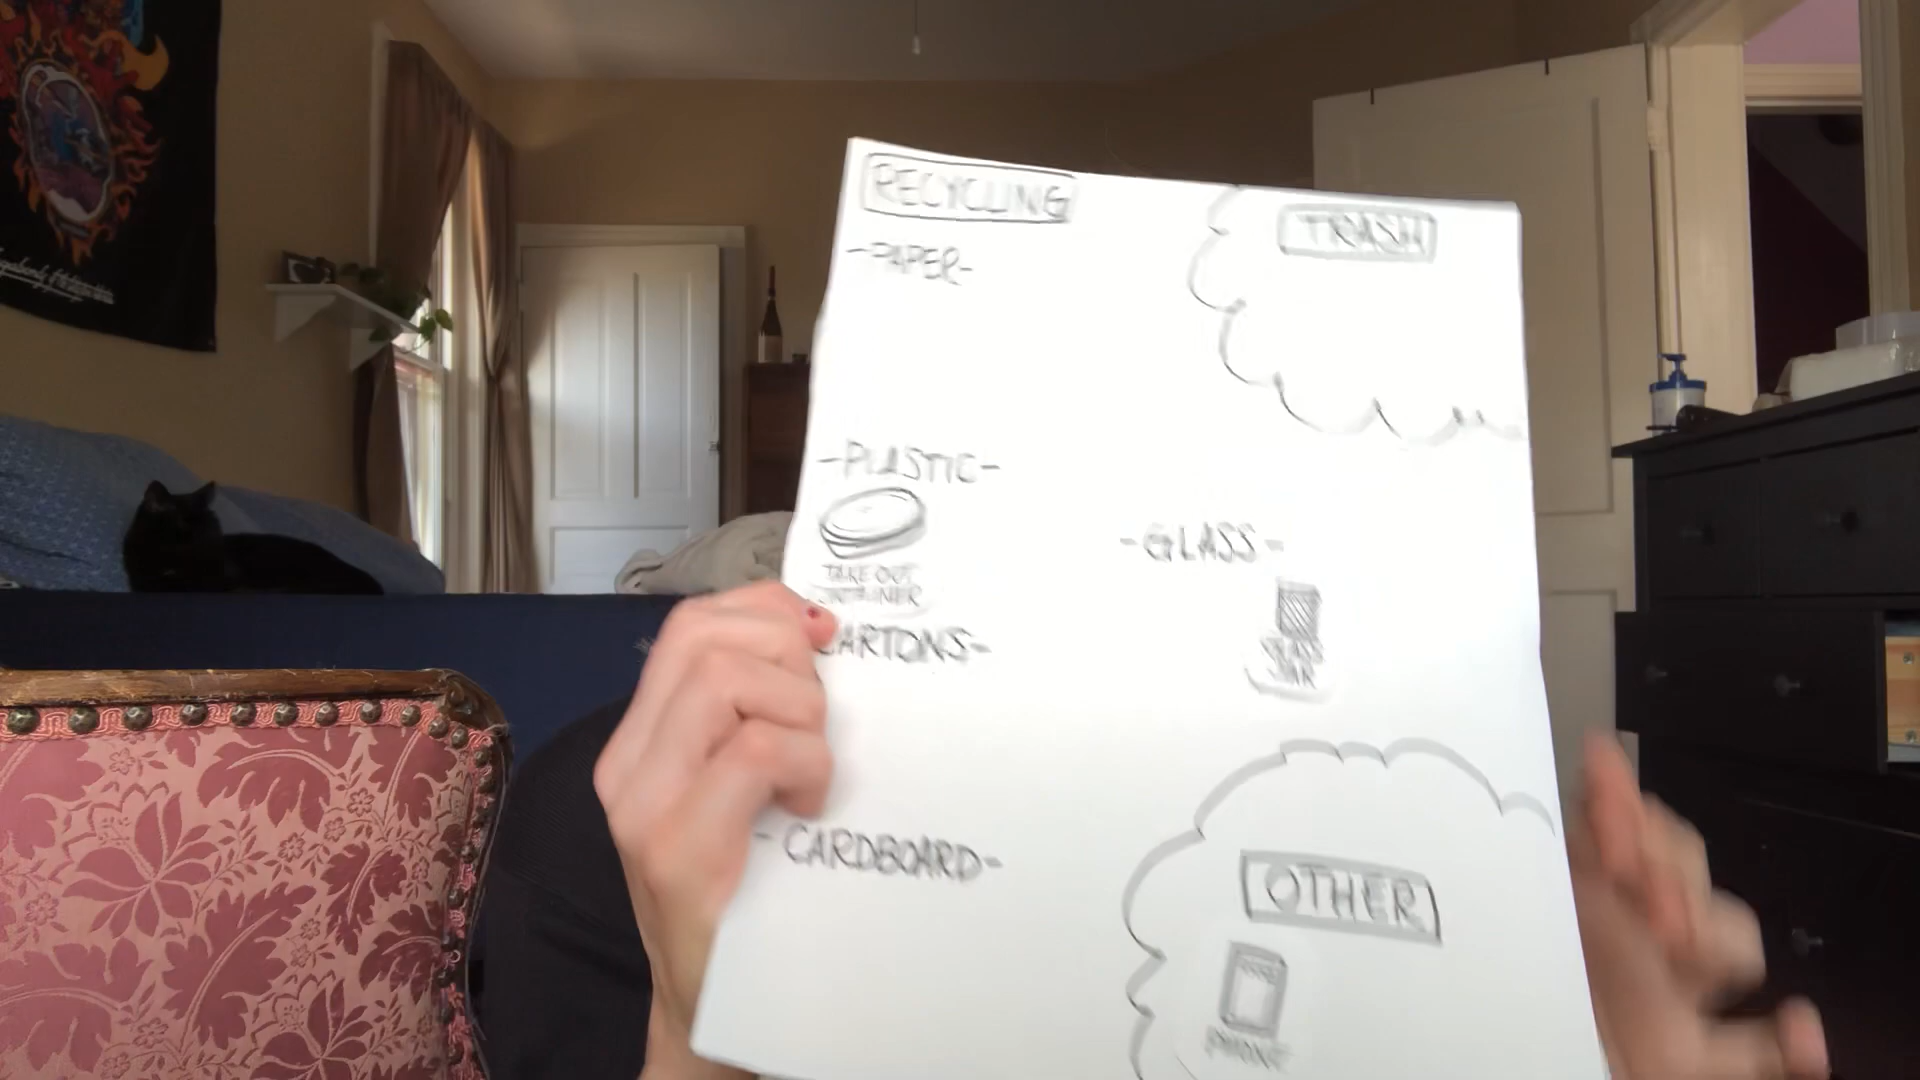 RECYCLING
-PAPER-
-PLASTIC-
TAKE OUT
CONTAINER
CARTONS-
-CARDBOARD-
TRASH
-GLASS-
GLASS
JAR
OTHER
PHONE